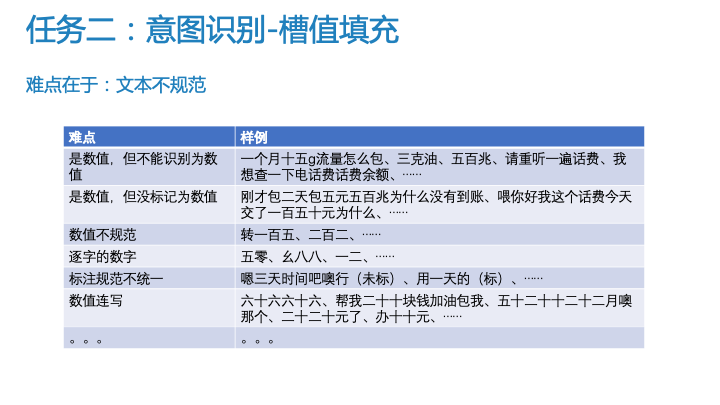 任务二：意图识别-槽值填充
难点在于：文本不规范
难点
样例
是数值，但不能识别为数
值
一个月十五g流量怎么包、三克油、五百兆、请重听一遍话费、我
想查一下电话费话费余额、……
是数值，但没标记为数值
刚才包二天包五元五百兆为什么没有到账、喂你好我这个话费今天
交了一百五十元为什么、……
数值不规范
转一百五、二百二、……
逐字的数字
五零、幺八八、一二、……
标注规范不统一
嗯三天时间吧噢行（未标）、用一天的（标）、……
数值连写
六十六六十六、帮我二十十块钱加油包我、五十二十十二十二月噢
那个、二十二十元了、办十十元、……
。。。
。。。